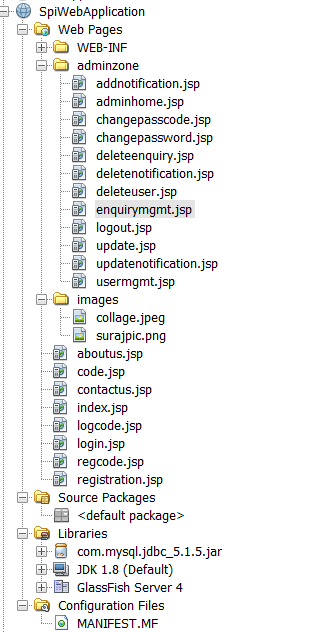 SpiWebApplication
Web Pages
WEB-INF
adminzone
addnotification.jsp
adminhome.jsp
changepasscode.jsp
changepassword.jsp
deleteenquiry.jsp
deletenotification.jsp
deleteuser.jsp
enquirymgmt.jsp
logout.jsp
update.jsp
updatenotification.jsp
usermgmt.jsp
images
collage.jpeg
surajpic.png
aboutus.jsp
code.jsp
contactus.jsp
index.jsp
logcode.jsp
login.jsp
regcode.jsp
registration.jsp
Source Packages
<default package>
Libraries
com.mysql.jdbc_5.1.5.jar
JDK 1.8 (Default)
GlassFish Server 4
Configuration Files
MANIFEST.MF